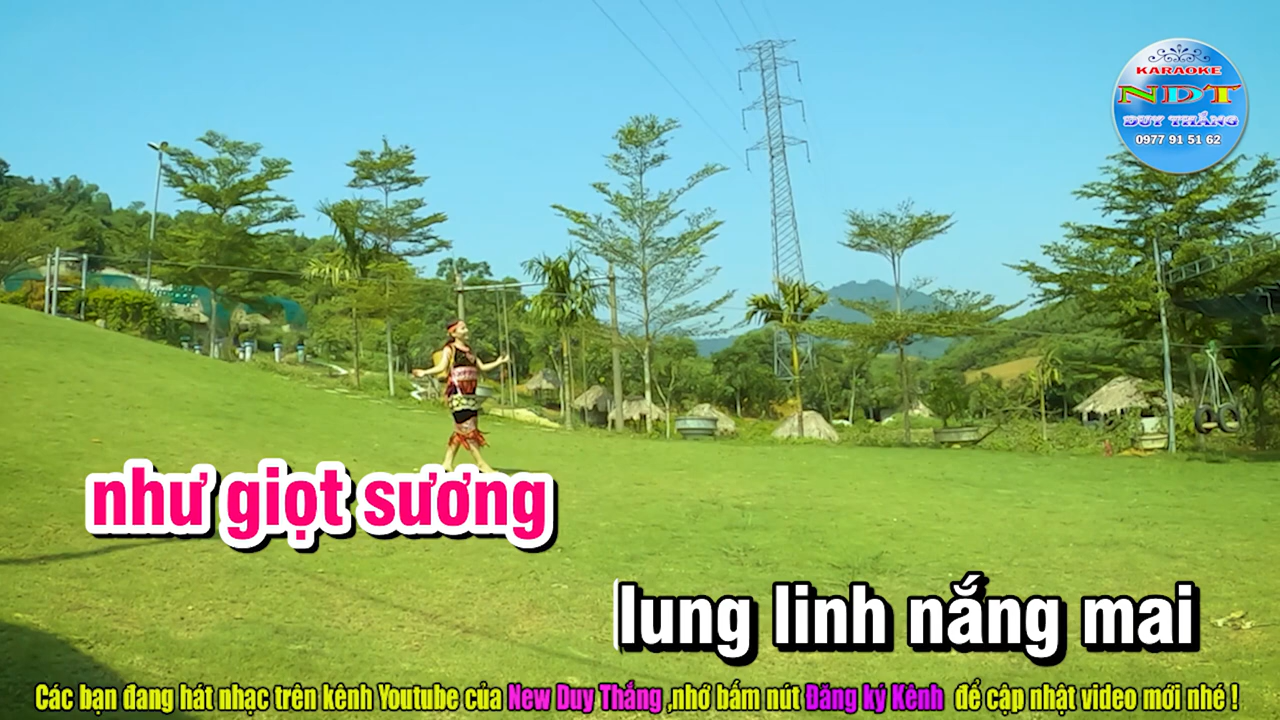 KARAOKE
NDT
DUY THẮNG
0977 91 51 62
như giọt sương
lung linh nắng mai
Các bạn đang hát nhạc trên kênh Youtube của New Duy Thắng ,nhớ bấm nút Đăng ký Kênh để cập nhật video mới nhé !